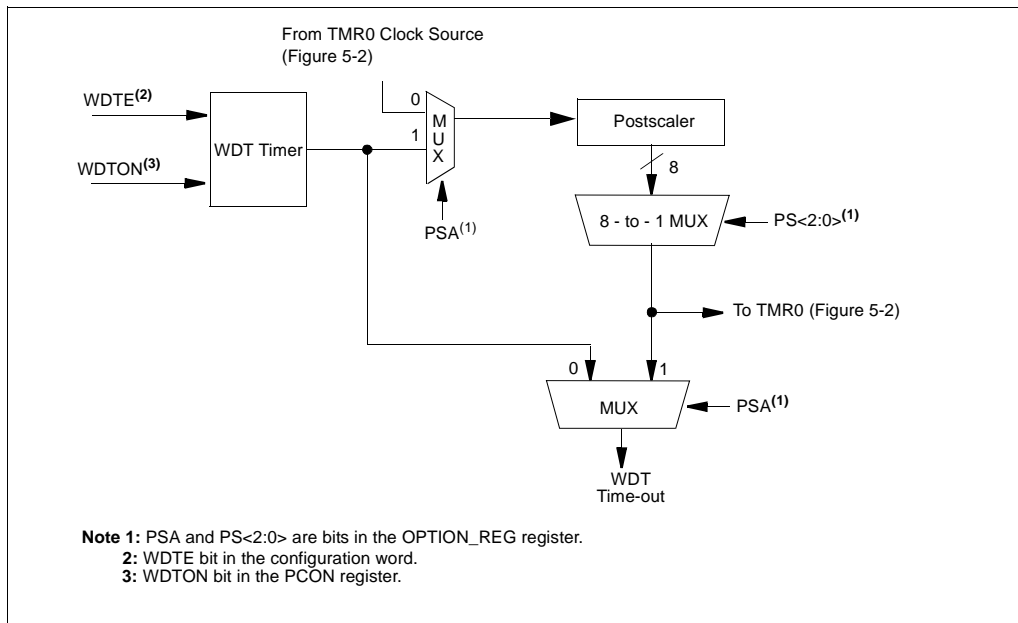 From TMR0 Clock Source
(Figure 5-2)
WDTE(2)
WDTON(3)
WDT Timer
0
1
M
U
X
PSA(1)
Postscaler
8
8 - to - 1 MUX
PS<2:0>(1)
To TMR0 (Figure 5-2)
0
1
MUX
PSA(1)
WDT
Time-out
Note 1: PSA and PS<2:0> are bits in the OPTION_REG register.
2: WDTE bit in the configuration word.
3: WDTON bit in the PCON register.